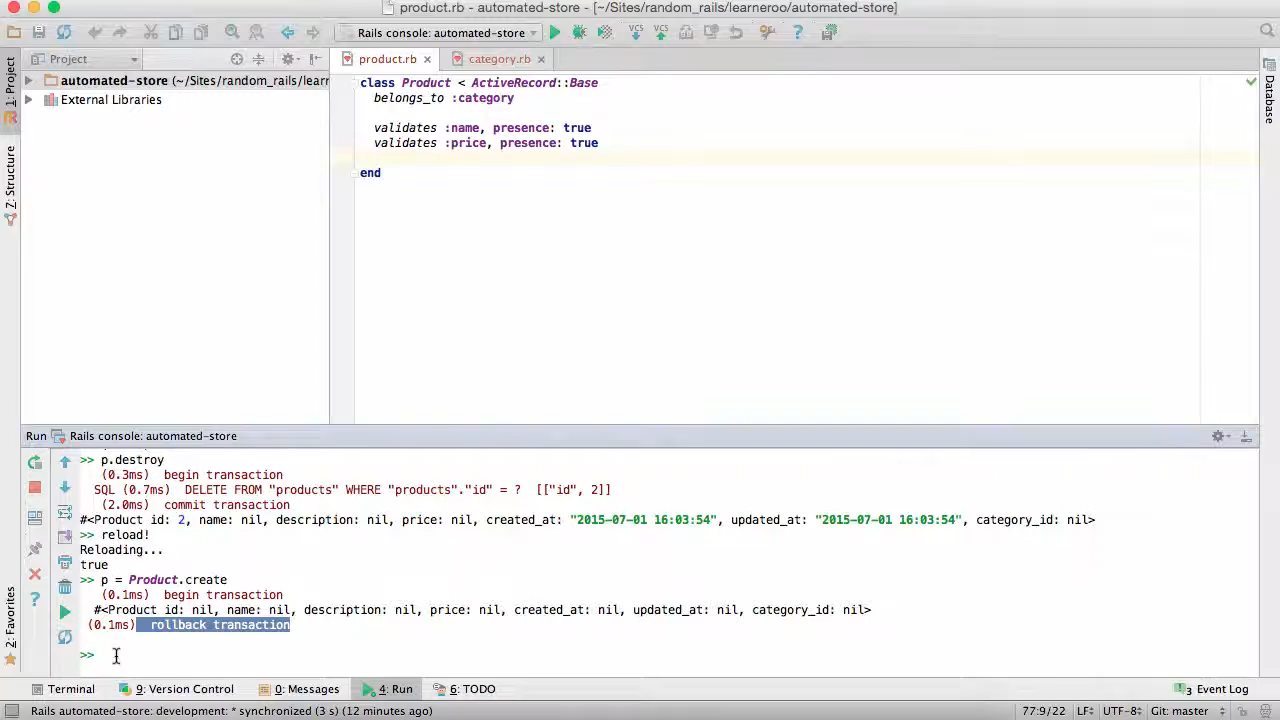 product.rb - automated-store - [~/Sites/random_rails/learneroo/automated-store]
Rails console: automated-store
VCS VCS
Project
product.rb
category.rb
1: Project
automated-store (~/Sites/random_rails/learr
External Libraries
class Product < ActiveRecord::Base
belongs_to :category
validates :name, presence: true
validates :price, presence: true
end
Database
Z: Structure
2: Favorites
Run Rails console: automated-store
>> p.destroy
(0.3ms) begin transaction
SQL (0.7ms) DELETE FROM "products" WHERE "products"."id" = ? [["id", 2]]
(2.0ms) commit transaction
#<Product id: 2, name: nil, description: nil, price: nil, created_at: "2015-07-01 16:03:54", updated_at: "2015-07-01 16:03:54", category_id: nil>
>> reload!
Reloading...
true
>> p = Product.create
(0.1ms) begin transaction
#<Product id: nil, name: nil, description: nil, price: nil, created_at: nil, updated_at: nil, category_id: nil>
(0.1ms) rollback transaction
>>
Terminal 9: Version Control 0: Messages 4: Run 6: TODO 3 Event Log
Rails automated-store: development: * synchronized (3 s) (12 minutes ago) 77:9/22 LF÷ UTF-8÷ Git: master